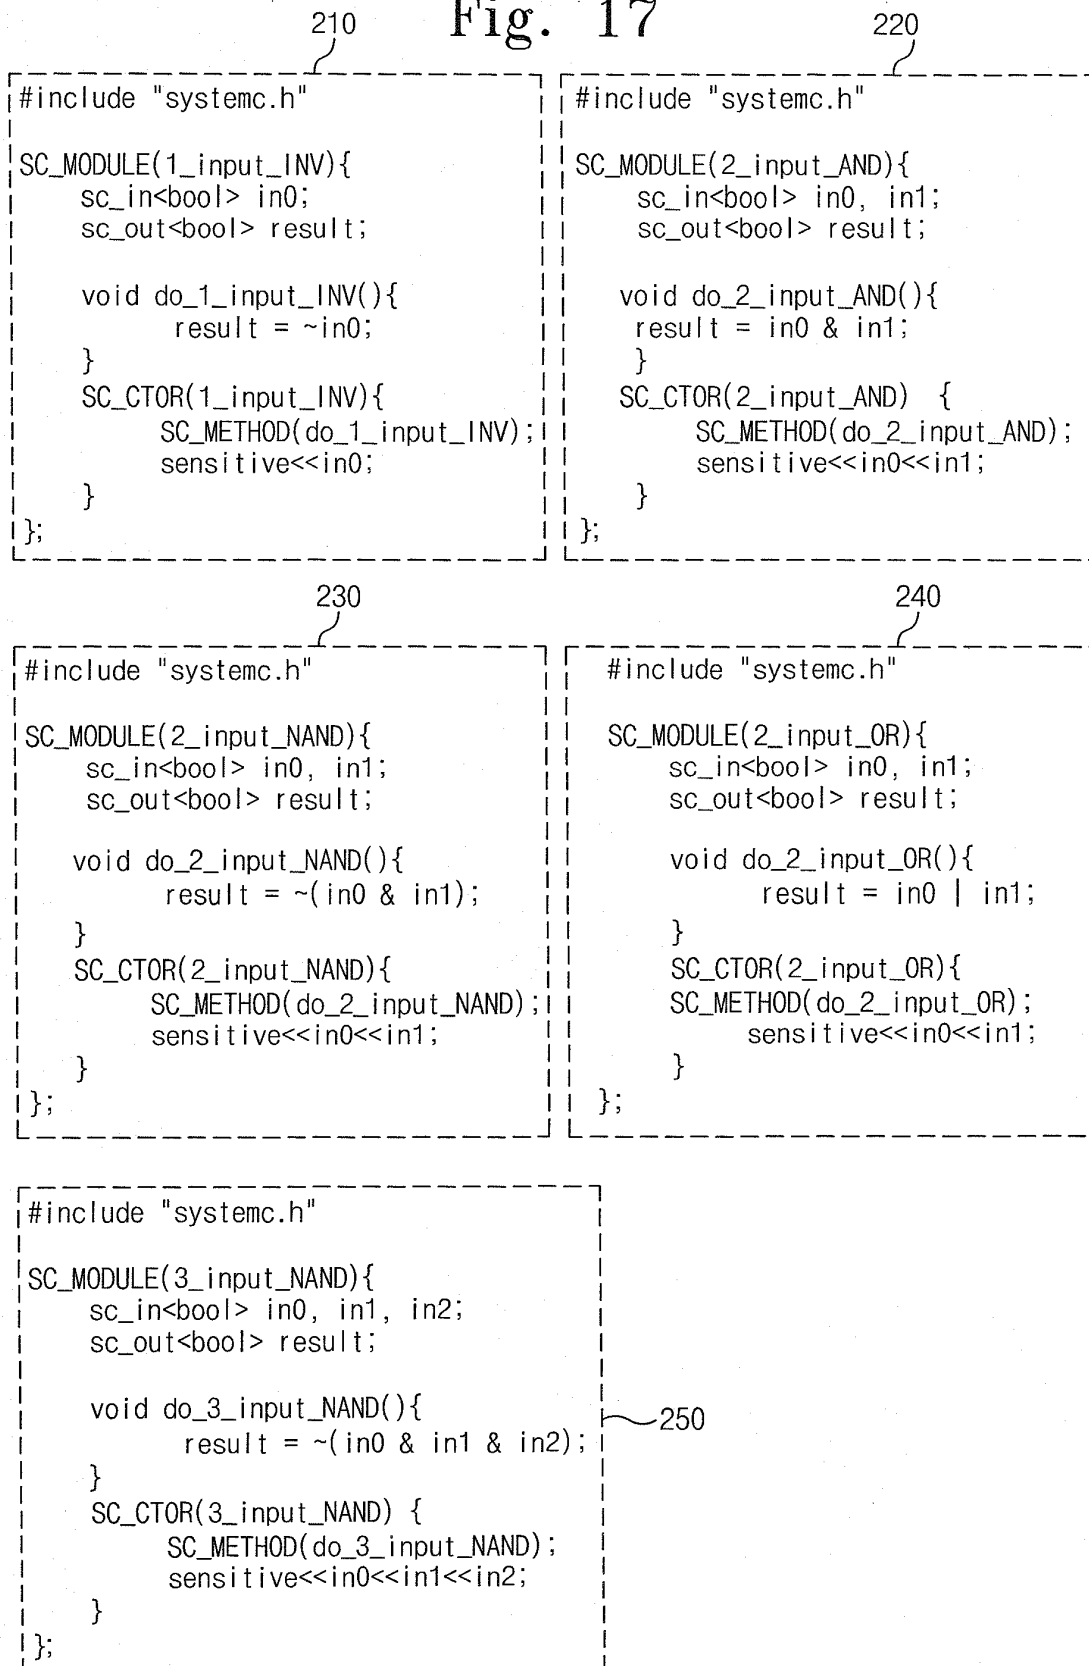 Fig. 17
210
#include "systemc.h"
SC_MODULE(1_input_INV){
sc_in<bool> in0;
sc_out<bool> result;
void do_1_input_INV(){
result = ~in0;
}
SC_CTOR(1_input_INV){
SC_METHOD(do_1_input_INV);
sensitive<<in0;
}
};
220
#include "systemc.h"
SC_MODULE(2_input_AND){
sc_in<bool> in0, in1;
sc_out<bool> result;
void do_2_input_AND(){
result = in0 & in1;
}
SC_CTOR(2_input_AND) {
SC_METHOD(do_2_input_AND);
sensitive<<in0<<in1;
}
};
230
#include "systemc.h"
SC_MODULE(2_input_NAND){
sc_in<bool> in0, in1;
sc_out<bool> result;
void do_2_input_NAND(){
result = ~(in0 & in1);
}
SC_CTOR(2_input_NAND){
SC_METHOD(do_2_input_NAND);
sensitive<<in0<<in1;
}
};
240
#include "systemc.h"
SC_MODULE(2_input_OR){
sc_in<bool> in0, in1;
sc_out<bool> result;
void do_2_input_OR(){
result = in0 | in1;
}
SC_CTOR(2_input_OR){
SC_METHOD(do_2_input_OR);
sensitive<<in0<<in1;
}
};
#include "systemc.h"
SC_MODULE(3_input_NAND){
sc_in<bool> in0, in1, in2;
sc_out<bool> result;
void do_3_input_NAND(){
result = ~(in0 & in1 & in2);
}
SC_CTOR(3_input_NAND) {
SC_METHOD(do_3_input_NAND);
sensitive<<in0<<in1<<in2;
}
};
250